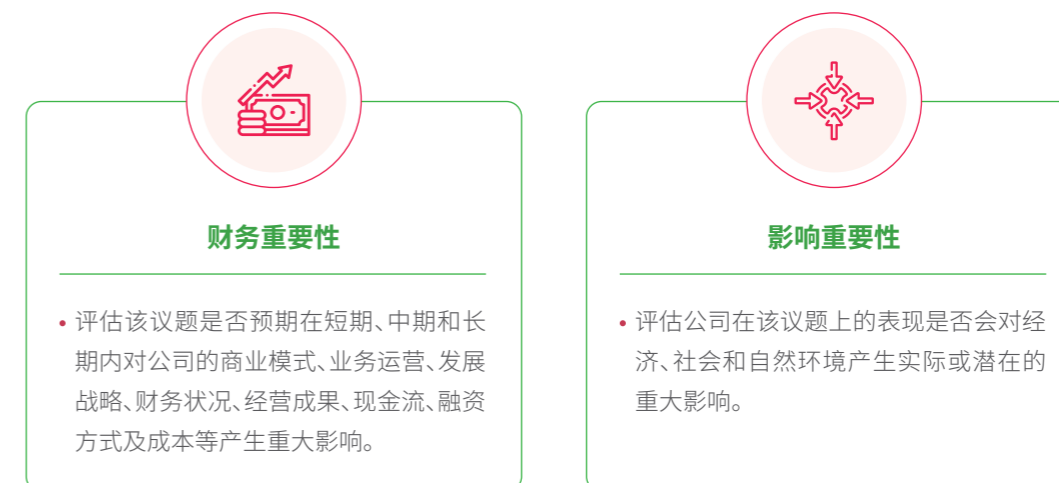 财务重要性
• 评估该议题是否预期在短期、中期和长
期内对公司的商业模式、业务运营、发展
战略、财务状况、经营成果、现金流、融资
方式及成本等产生重大影响。
影响重要性
• 评估公司在该议题上的表现是否会对经
济、社会和自然环境产生实际或潜在的
重大影响。